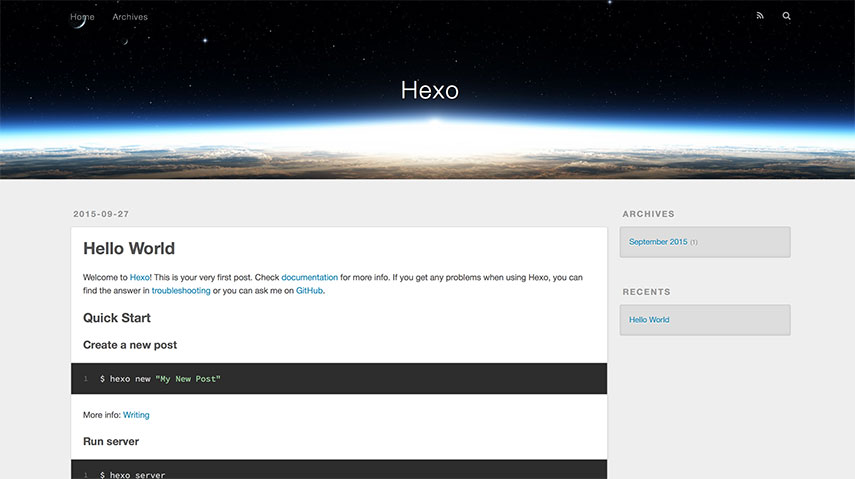 Home Archives
Hexo
2015-09-27
Hello World
Welcome to Hexo! This is your very first post. Check documentation for more info. If you get any problems when using Hexo, you can
find the answer in troubleshooting or you can ask me on GitHub.
Quick Start
Create a new post
1 $ hexo new "My New Post"
More info: Writing
Run server
1 $ hexo server
ARCHIVES
September 2015 (1)
RECENTS
Hello World